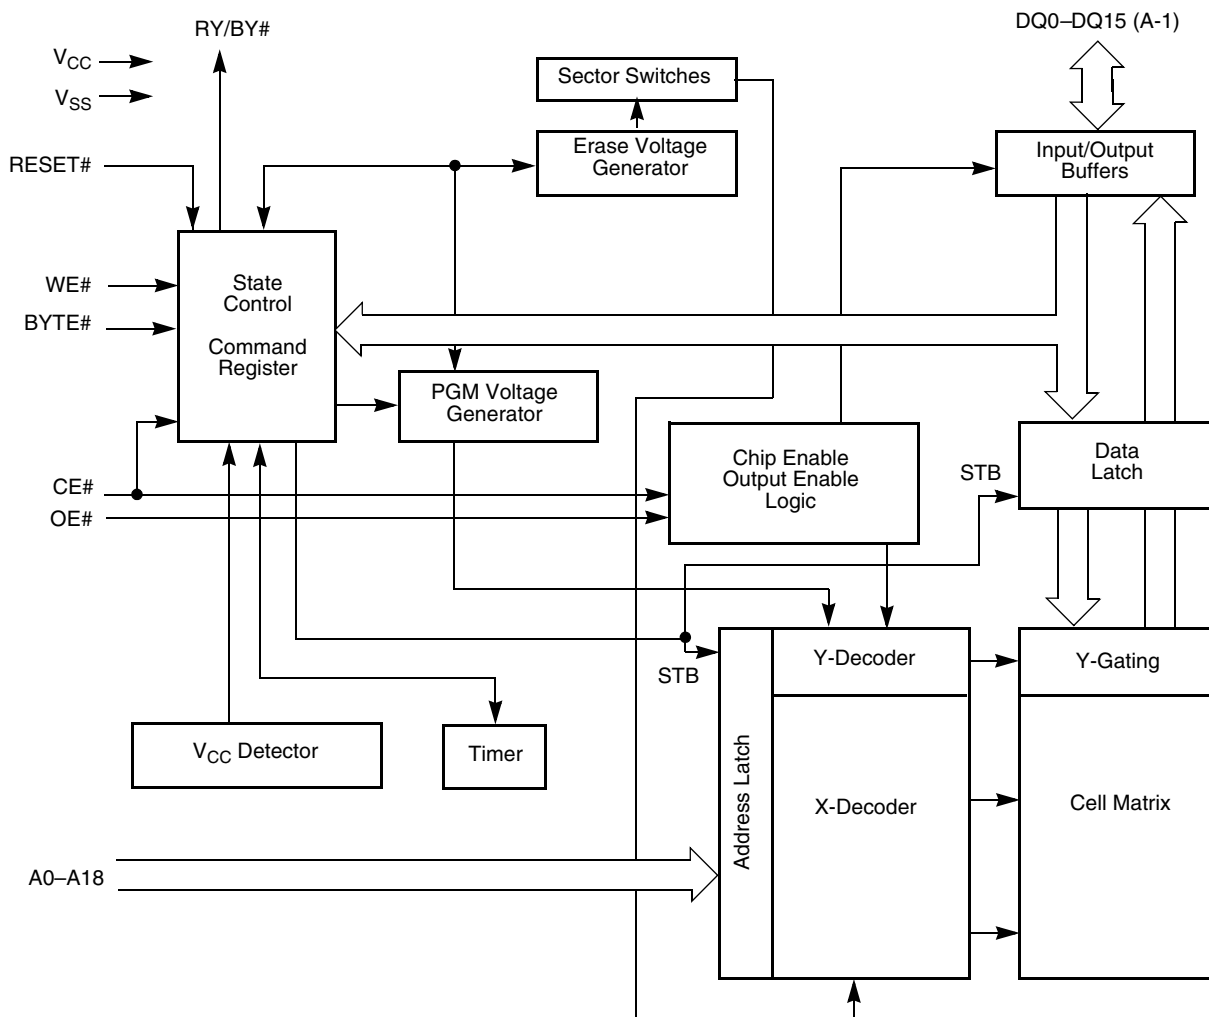 RY/BY#
DQ0–DQ15 (A-1)
VCC
VSS
Sector Switches
Erase Voltage
Generator
Input/Output
Buffers
RESET#
WE#
BYTE#
State
Control
Command
Register
PGM Voltage
Generator
Chip Enable
Output Enable
Logic
Data
Latch
STB
CE#
OE#
STB
Y-Decoder
Y-Gating
VCC Detector
Timer
Address Latch
X-Decoder
Cell Matrix
A0–A18